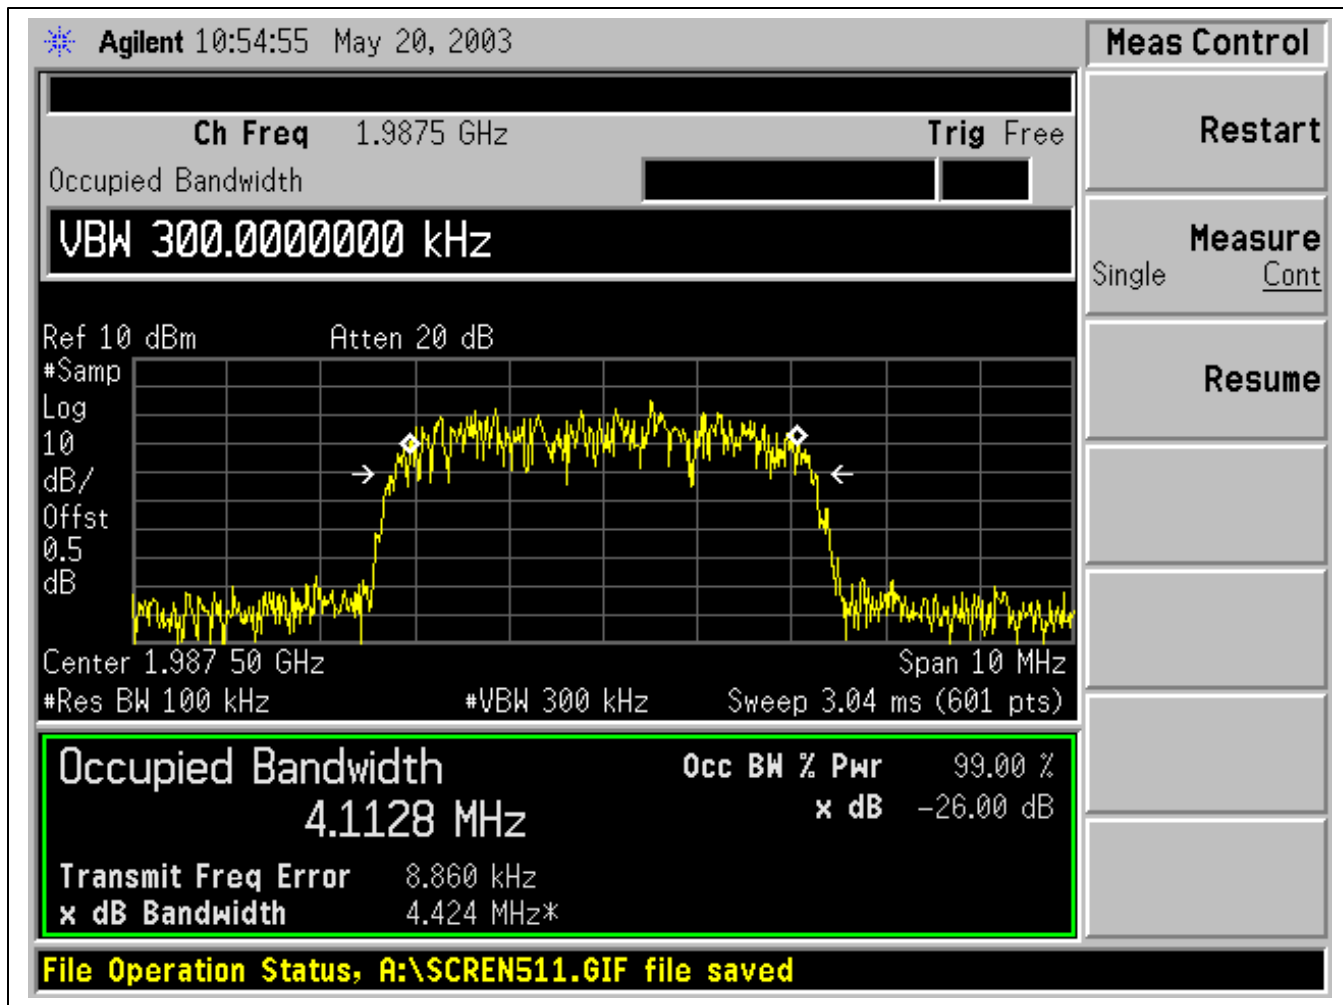 Agilent 10:54:55 May 20, 2003
Meas Control
Ch Freq 1.9875 GHz
Trig Free
Occupied Bandwidth
VBW 300.0000000 kHz
Restart
Measure
Single Cont
Resume
Ref 10 dBm Atten 20 dB
#Samp
Log
10
dB/
Offst
0.5
dB
Center 1.987 50 GHz Span 10 MHz
#Res BW 100 kHz #VBW 300 kHz Sweep 3.04 ms (601 pts)
Occupied Bandwidth
4.1128 MHz
Occ BW % Pwr 99.00 %
x dB -26.00 dB
Transmit Freq Error 8.860 kHz
x dB Bandwidth 4.424 MHz*
File Operation Status, A:\SCREN511.GIF file saved